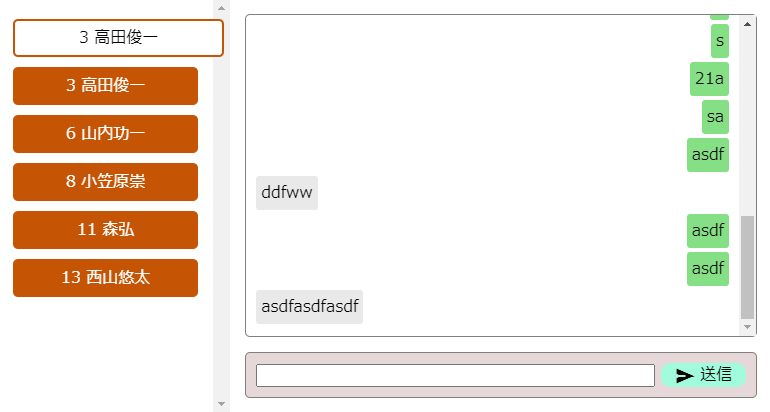 3 高田俊一
3 高田俊一
6 山内功一
8 小笠原崇
11 森弘
13 西山悠太
s
21a
sa
asdf
ddfww
asdf
asdf
asdfasdfasdf
送信